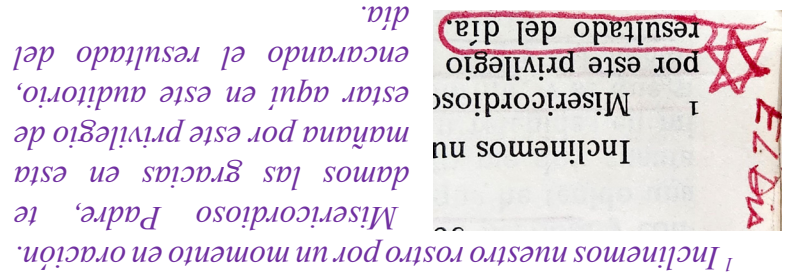 ¹ Inclinemos nuestro rostro por un momento en oración.
Misericordioso Padre, te
damos las gracias en esta
mañana por este privilegio de
estar aquí en este auditorio,
encarando el resultado del
día.
EL Dia
Inclinemos nu
1 Misericordios
por este privilegio
resultado del día.